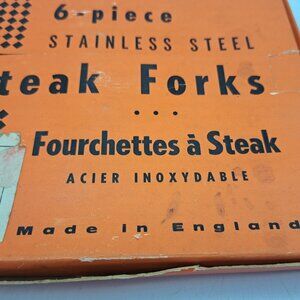 6-piece
STAINLESS STEEL
teak Forks
...
Fourchettes à Steak
ACIER INOXYDABLE
Made in England